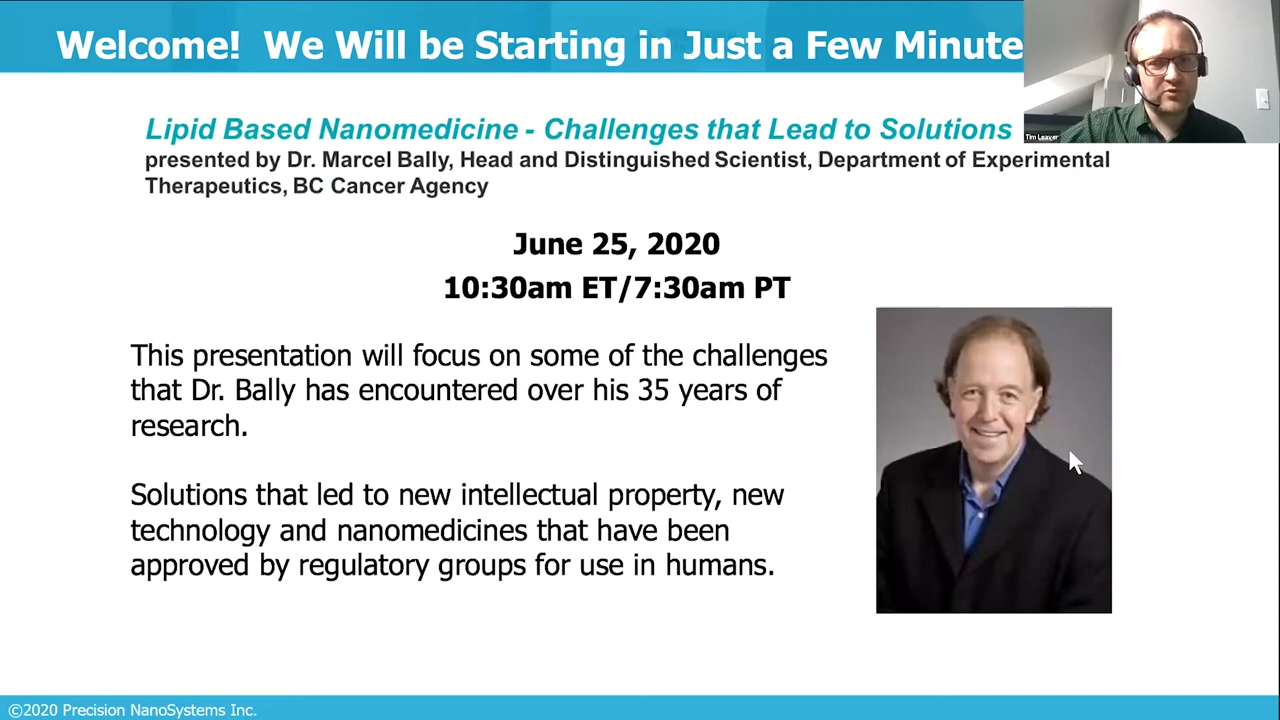 Welcome! We Will be Starting in Just a Few Minute
Lipid Based Nanomedicine - Challenges that Lead to Solutions
Tim Leaver
presented by Dr. Marcel Bally, Head and Distinguished Scientist, Department of Experimental
Therapeutics, BC Cancer Agency
June 25, 2020
10:30am ET/7:30am PT
This presentation will focus on some of the challenges
that Dr. Bally has encountered over his 35 years of
research.
Solutions that led to new intellectual property, new
technology and nanomedicines that have been
approved by regulatory groups for use in humans.
©2020 Precision NanoSystems Inc.